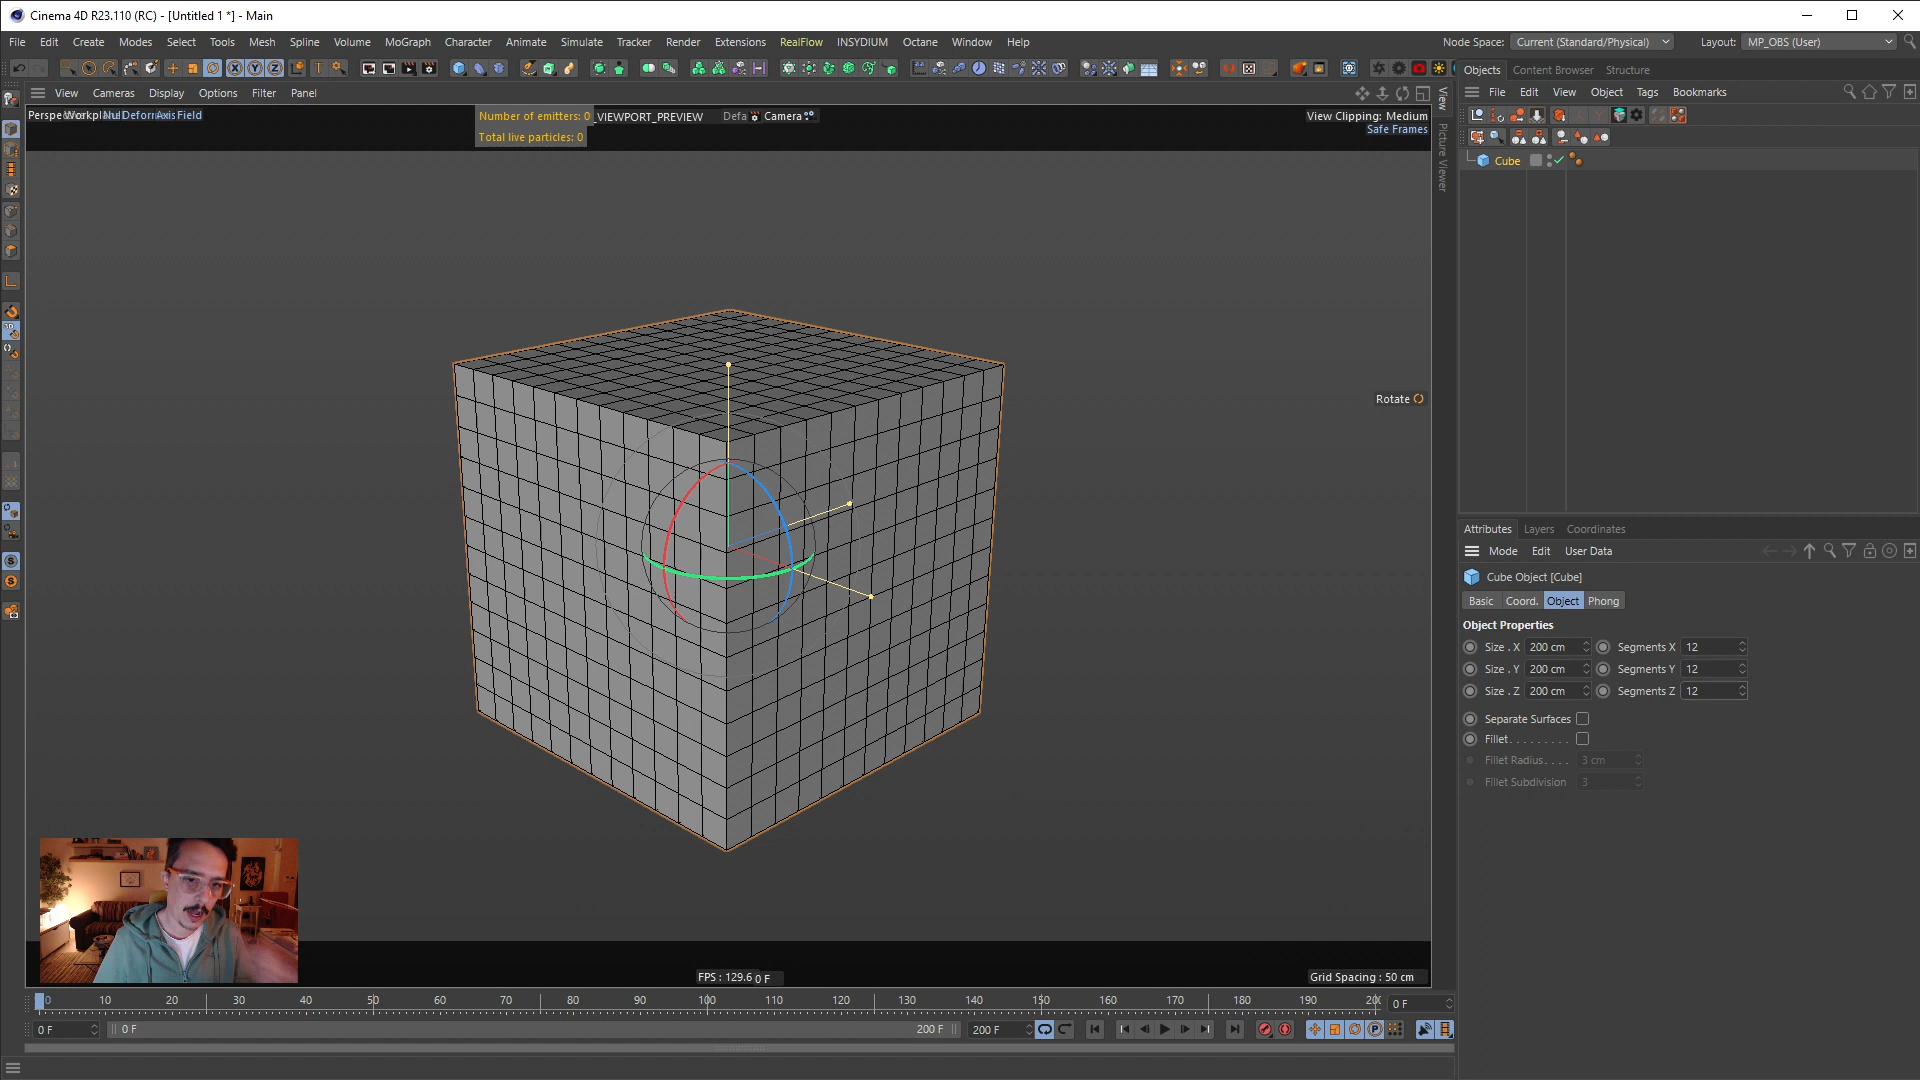 Cinema 4D R23.110 (RC) - [Untitled 1 *] - Main
File Edit Create Modes Select Tools Mesh Spline Volume MoGraph Character Animate Simulate Tracker Render Extensions RealFlow INSYDIUM Octane Window Help
Node Space: Current (Standard/Physical) Layout: MP_OBS (User)
Objects Content Browser Structure
View Cameras Display Options Filter Panel
File Edit View Object Tags Bookmarks
Number of emitters: 0 _VIEWPORT_PREVIEW Defa Camera
Total live particles: 0
View Clipping: Medium
Safe Frames
View
Picture Viewer
Cube
Rotate
Attributes Layers Coordinates
Mode Edit User Data
Cube Object [Cube]
Basic Coord. Object Phong
Object Properties
Size . X 200 cm Segments X 12
Size . Y 200 cm Segments Y 12
Size . Z 200 cm Segments Z 12
Separate Surfaces
Fillet. . . . . . . . .
Fillet Radius. . . . 3 cm
Fillet Subdivision 3
FPS : 129.6 0 F
Grid Spacing : 50 cm
0 10 20 30 40 50 60 70 80 90 100 110 120 130 140 150 160 170 180 190 0 F
0 F 0 F 200 F 200 F